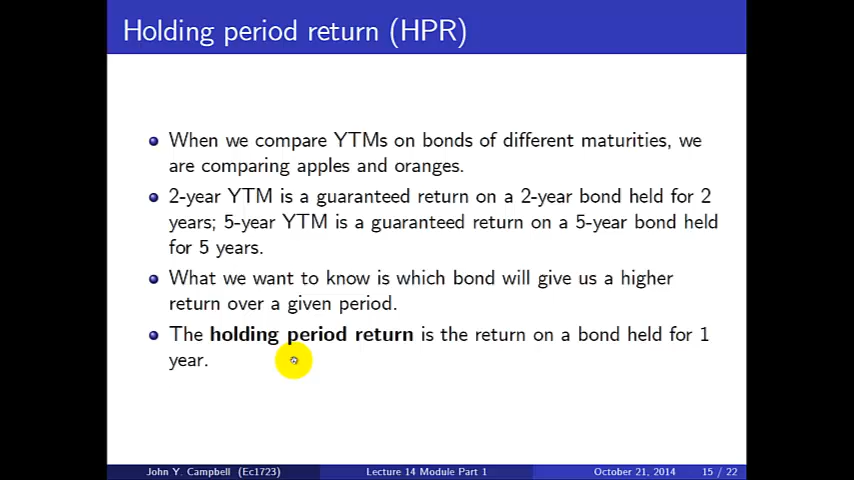 Holding period return (HPR)
When we compare YTMs on bonds of different maturities, we
are comparing apples and oranges.
2-year YTM is a guaranteed return on a 2-year bond held for 2
years; 5-year YTM is a guaranteed return on a 5-year bond held
for 5 years.
What we want to know is which bond will give us a higher
return over a given period.
The holding period return is the return on a bond held for 1
year.
John Y. Campbell (Ec1723) Lecture 14 Module Part 1 October 21, 2014 15 / 22